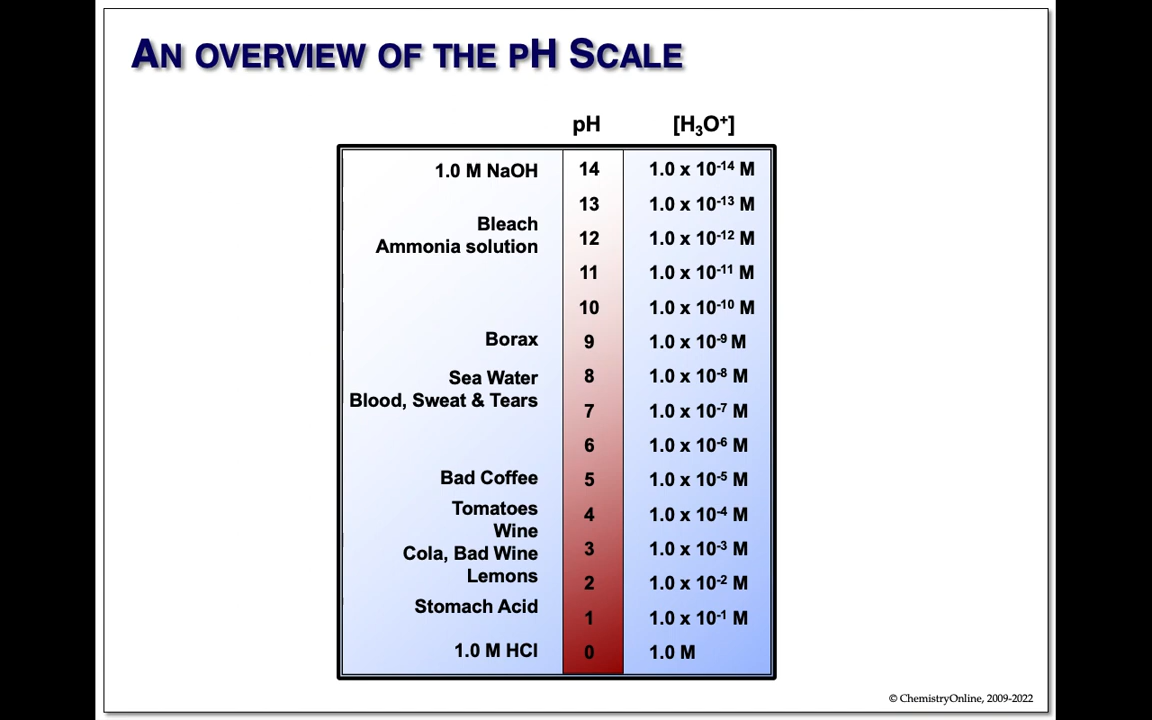 AN OVERVIEW OF THE pH SCALE
pH [H₃O⁺]
1.0 M NaOH 14 1.0 x 10⁻¹⁴ M
13 1.0 x 10⁻¹³ M
Bleach
Ammonia solution 12 1.0 x 10⁻¹² M
11 1.0 x 10⁻¹¹ M
10 1.0 x 10⁻¹⁰ M
Borax 9 1.0 x 10⁻⁹ M
Sea Water 8 1.0 x 10⁻⁸ M
Blood, Sweat & Tears
7 1.0 x 10⁻⁷ M
6 1.0 x 10⁻⁶ M
Bad Coffee 5 1.0 x 10⁻⁵ M
Tomatoes 4 1.0 x 10⁻⁴ M
Wine
Cola, Bad Wine 3 1.0 x 10⁻³ M
Lemons 2 1.0 x 10⁻² M
Stomach Acid 1 1.0 x 10⁻¹ M
1.0 M HCl 0 1.0 M
© ChemistryOnline, 2009-2022